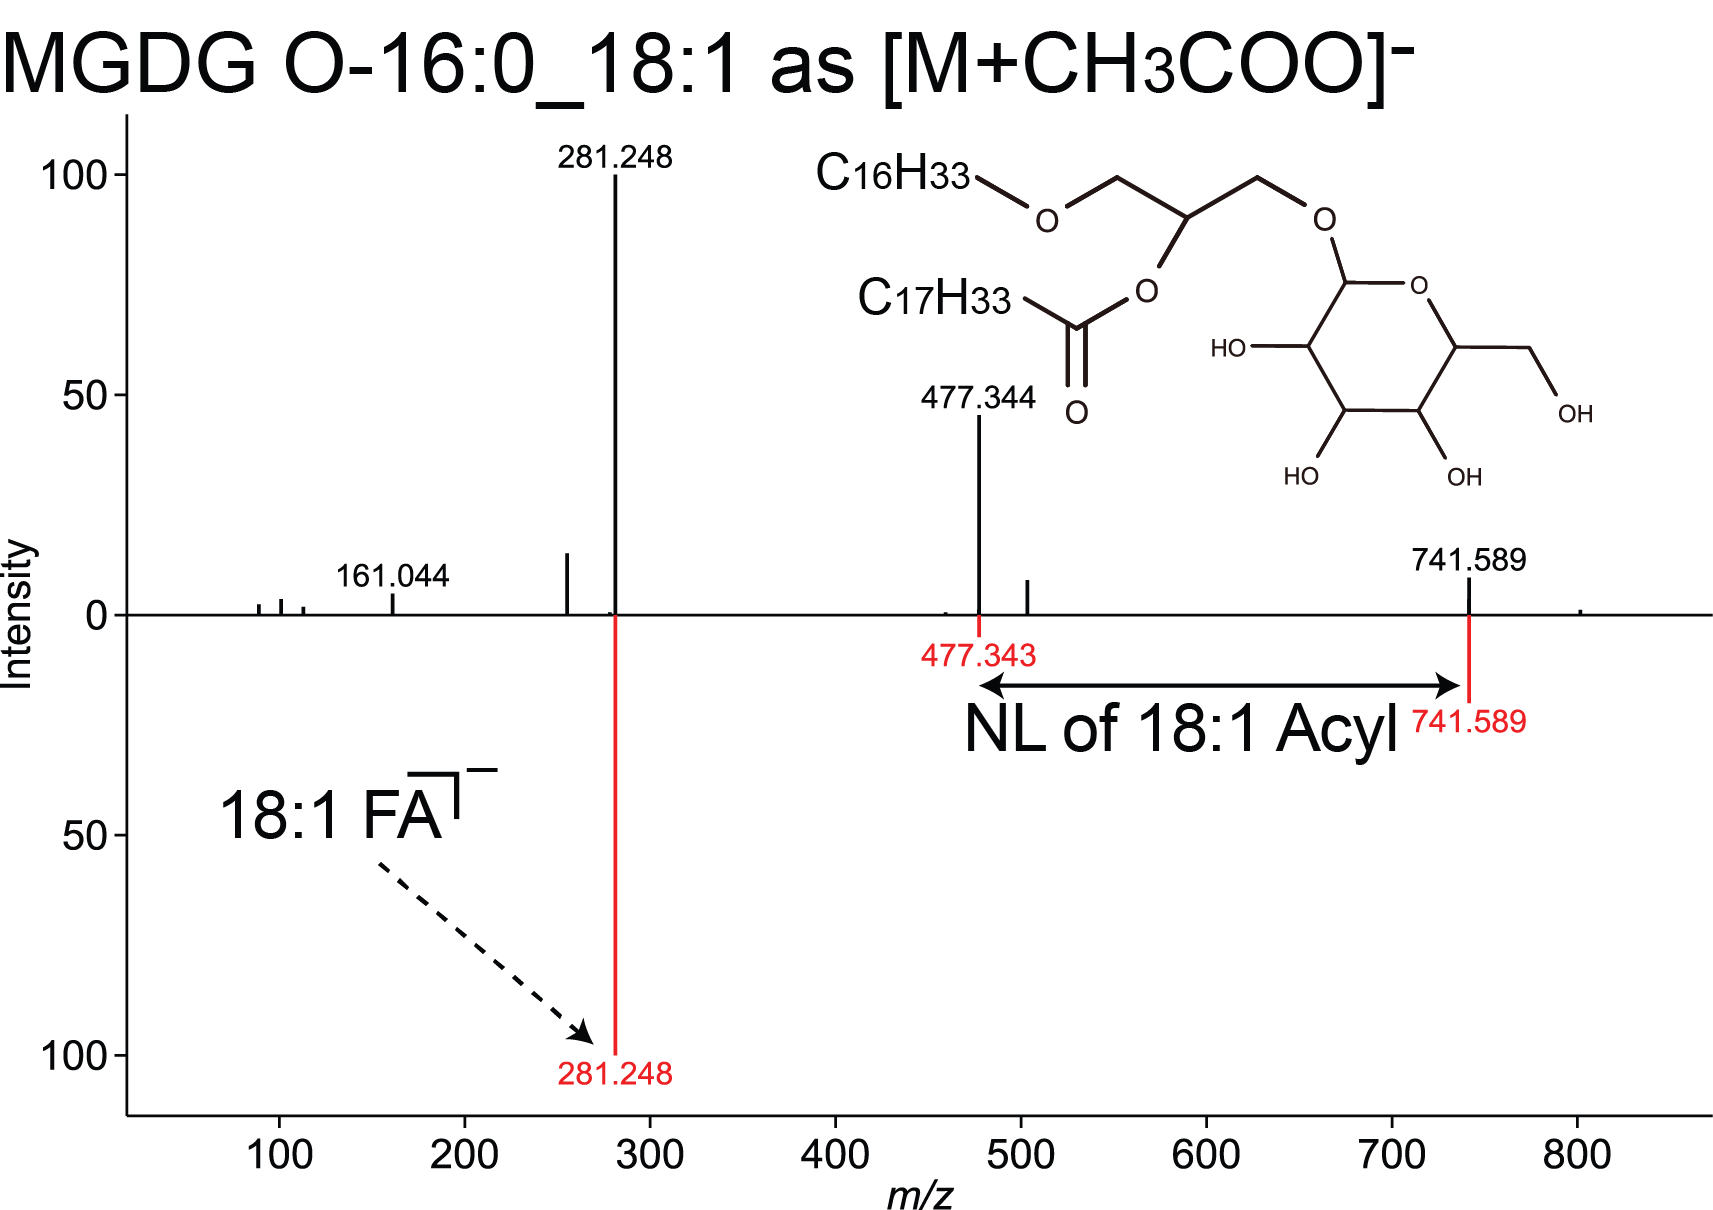 MGDG O-16:0_18:1 as [M+CH3COO]−
100
50
0
50
100
Intensity
281.248
161.044
477.344
741.589
C16H33
O
O
C17H33
O
O
O
HO
HO
OH
OH
477.343
741.589
NL of 18:1 Acyl
18:1 FA −
281.248
100
200
300
400
500
600
700
800
m/z